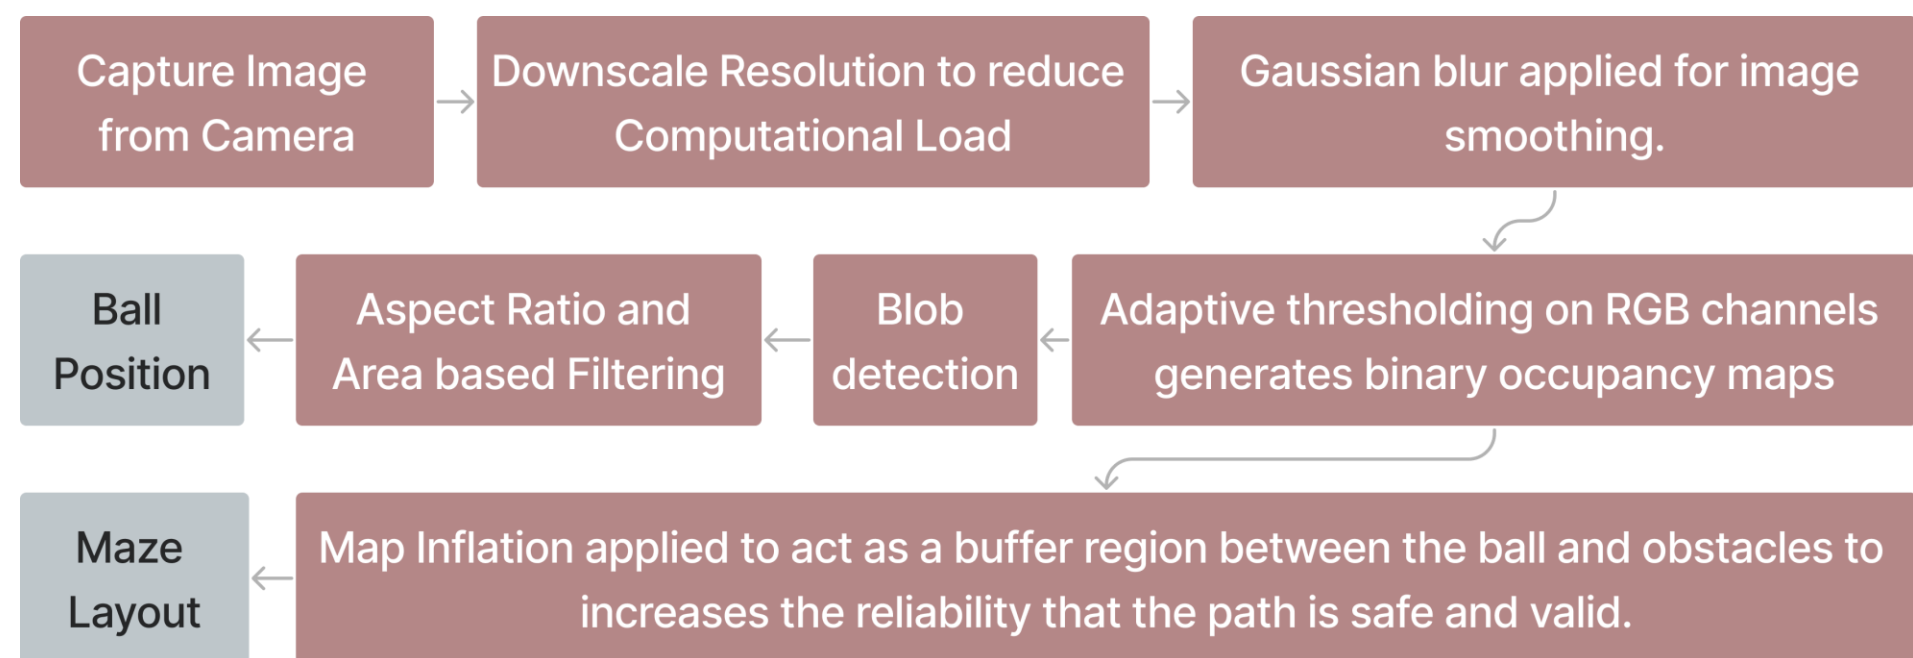 Capture Image
from Camera
Downscale Resolution to reduce
Computational Load
Gaussian blur applied for image
smoothing.
Adaptive thresholding on RGB channels
generates binary occupancy maps
Blob
detection
Aspect Ratio and
Area based Filtering
Ball
Position
Map Inflation applied to act as a buffer region between the ball and obstacles to
increases the reliability that the path is safe and valid.
Maze
Layout